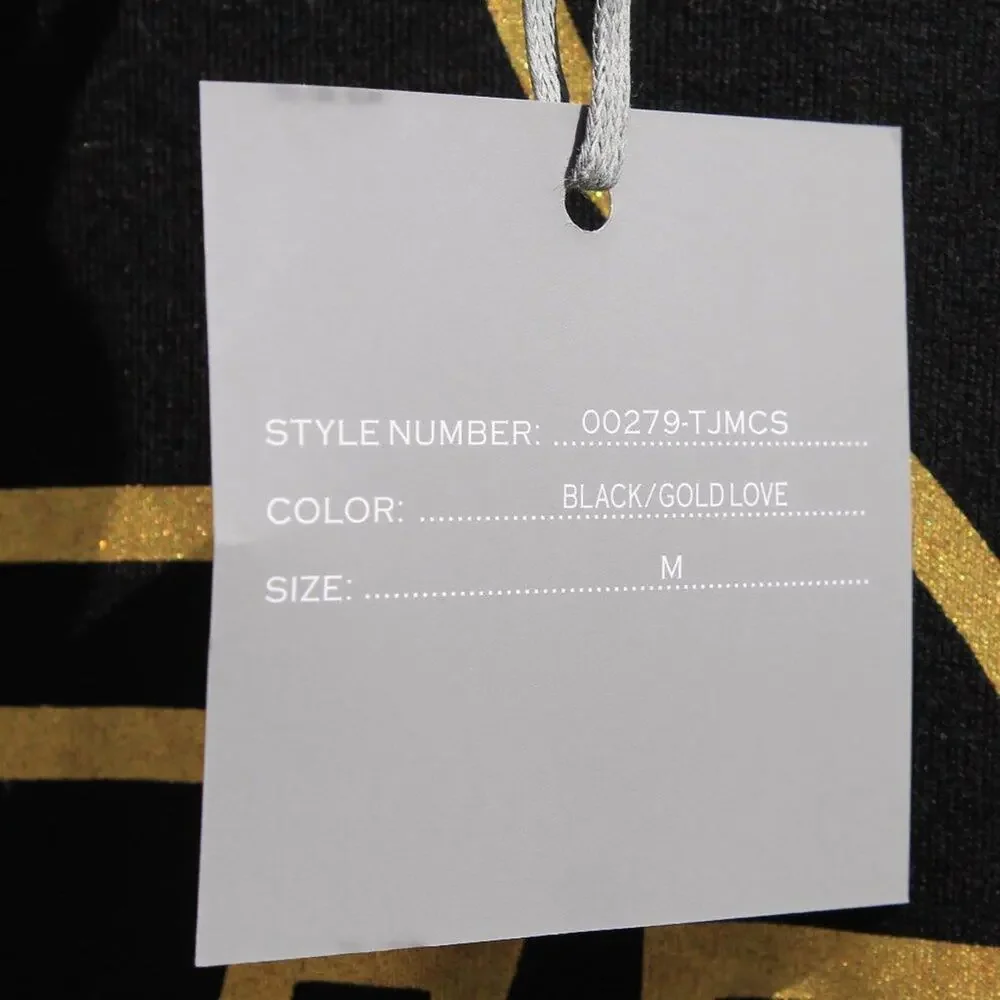 STYLE NUMBER: 00279-TJMCS
COLOR: BLACK/GOLD LOVE
SIZE: M